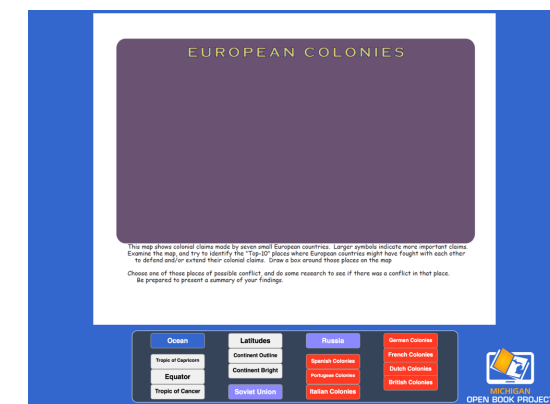 EUROPEAN COLONIES
This map shows colonial claims made by seven small European countries. Larger symbols indicate more important claims.
Examine the map, and try to identify the "Top-10" places where European countries might have fought with each other
to defend and/or extend their colonial claims. Draw a box around those places on the map
Choose one of those places of possible conflict, and do some research to see if there was a conflict in that place.
Be prepared to present a summary of your findings.
Ocean
Latitudes
Russia
German Colonies
Tropic of Capricorn
Continent Outline
Spanish Colonies
French Colonies
Equator
Continent Bright
Portugese Colonies
Dutch Colonies
Tropic of Cancer
Soviet Union
Italian Colonies
British Colonies
MICHIGAN
OPEN BOOK PROJECT